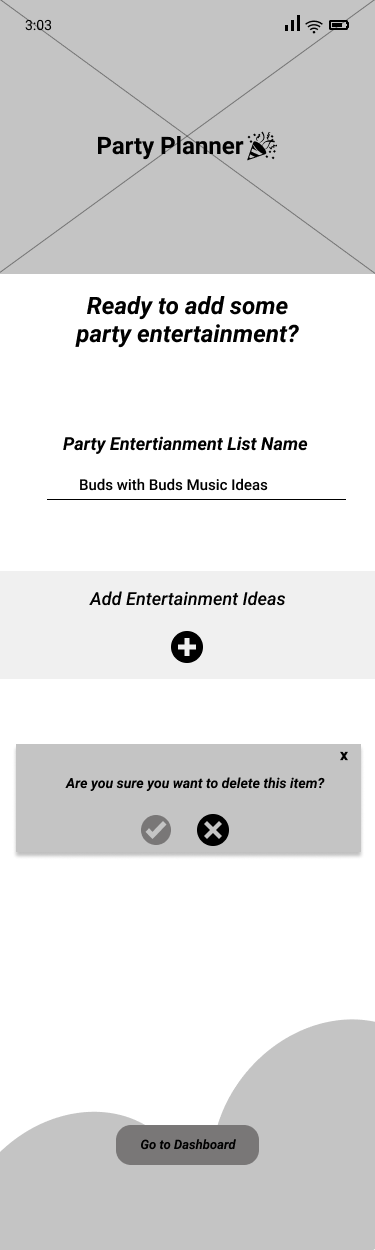 3:03
Party Planner
Ready to add some
party entertainment?
Party Entertianment List Name
Buds with Buds Music Ideas
Add Entertainment Ideas
x
Are you sure you want to delete this item?
Go to Dashboard